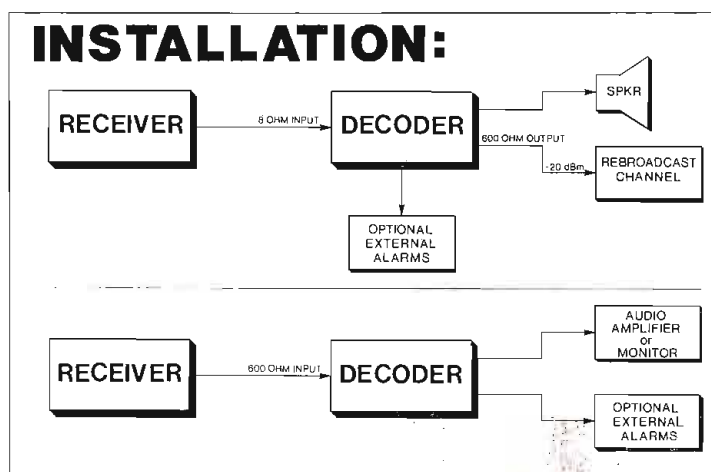 INSTALLATION:
RECEIVER
8 OHM INPUT
DECODER
SPKR
600 OHM OUTPUT
-20 dBm
REBROADCAST
CHANNEL
OPTIONAL
EXTERNAL
ALARMS
RECEIVER
600 OHM INPUT
DECODER
AUDIO
AMPLIFIER
or
MONITOR
OPTIONAL
EXTERNAL
ALARMS